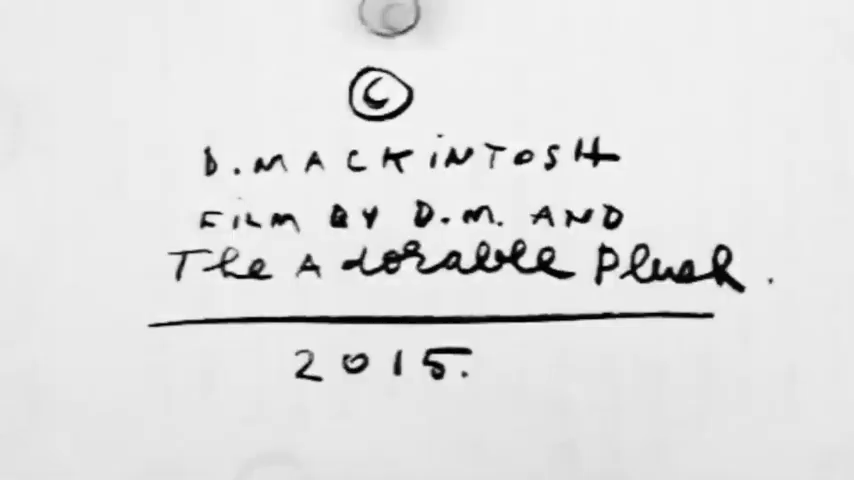 ©
D. MACKiNTOSH
FiLM BY D.M. AND
The Adorable Plush.
2015.